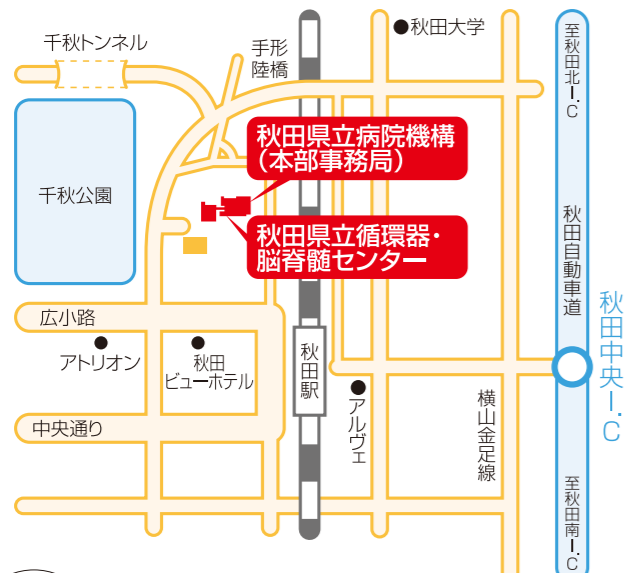 千秋トンネル
手形
陸橋
秋田大学
至秋田北I.C
秋田県立病院機構
（本部事務局）
千秋公園
秋田県立循環器・
脳脊髄センター
秋田自動車道
秋田中央I.C
広小路
アトリオン
秋田
ビューホテル
秋田駅
アルヴェ
横山金足線
中央通り
至秋田南I.C